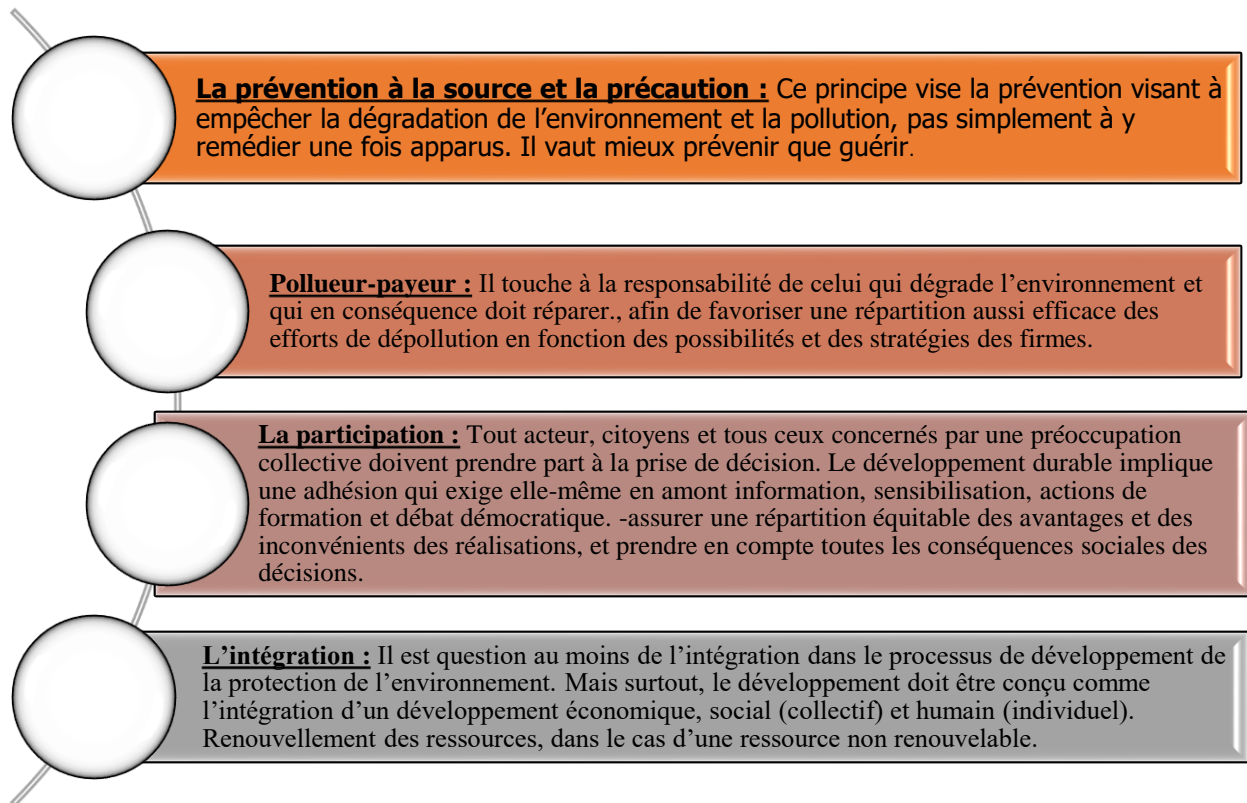 La prévention à la source et la précaution : Ce principe vise la prévention visant à
empêcher la dégradation de l’environnement et la pollution, pas simplement à y
remédier une fois apparus. Il vaut mieux prévenir que guérir.
Pollueur-payeur : Il touche à la responsabilité de celui qui dégrade l’environnement et
qui en conséquence doit réparer., afin de favoriser une répartition aussi efficace des
efforts de dépollution en fonction des possibilités et des stratégies des firmes.
La participation : Tout acteur, citoyens et tous ceux concernés par une préoccupation
collective doivent prendre part à la prise de décision. Le développement durable implique
une adhésion qui exige elle-même en amont information, sensibilisation, actions de
formation et débat démocratique. -assurer une répartition équitable des avantages et des
inconvénients des réalisations, et prendre en compte toutes les conséquences sociales des
décisions.
L’intégration : Il est question au moins de l’intégration dans le processus de développement de
la protection de l’environnement. Mais surtout, le développement doit être conçu comme
l’intégration d’un développement économique, social (collectif) et humain (individuel).
Renouvellement des ressources, dans le cas d’une ressource non renouvelable.